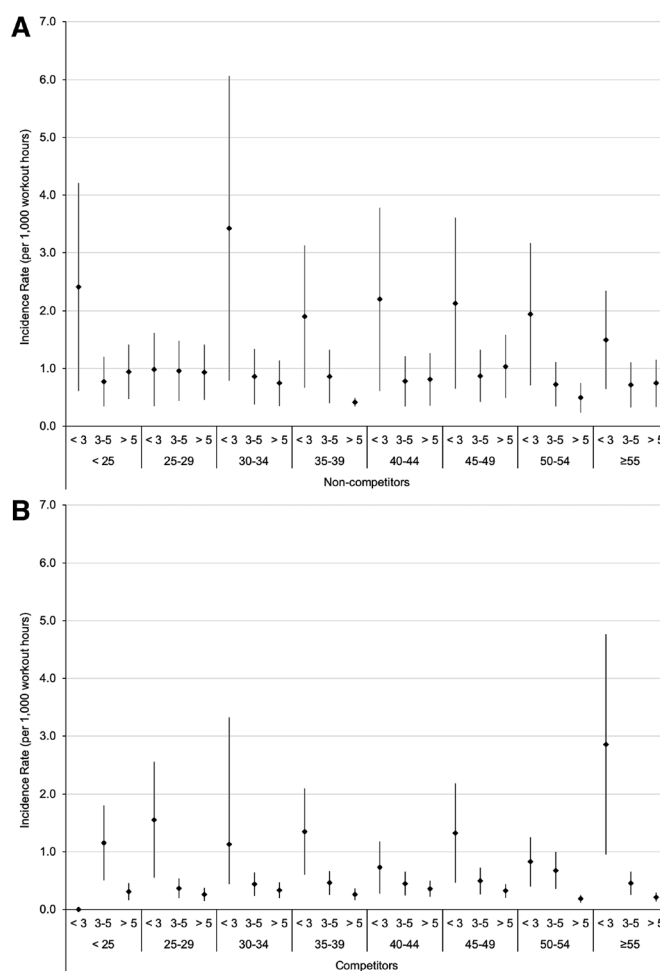 A
7.0
6.0
5.0
4.0
3.0
2.0
1.0
0.0
Incidence Rate (per 1,000 workout hours)
< 3 3-5 > 5 < 3 3-5 > 5 < 3 3-5 > 5 < 3 3-5 > 5 < 3 3-5 > 5 < 3 3-5 > 5 < 3 3-5 > 5 < 3 3-5 > 5
< 25 25-29 30-34 35-39 40-44 45-49 50-54 ≥55
Non-competitors
B
7.0
6.0
5.0
4.0
3.0
2.0
1.0
0.0
Incidence Rate (per 1,000 workout hours)
< 3 3-5 > 5 < 3 3-5 > 5 < 3 3-5 > 5 < 3 3-5 > 5 < 3 3-5 > 5 < 3 3-5 > 5 < 3 3-5 > 5 < 3 3-5 > 5
< 25 25-29 30-34 35-39 40-44 45-49 50-54 ≥55
Competitors